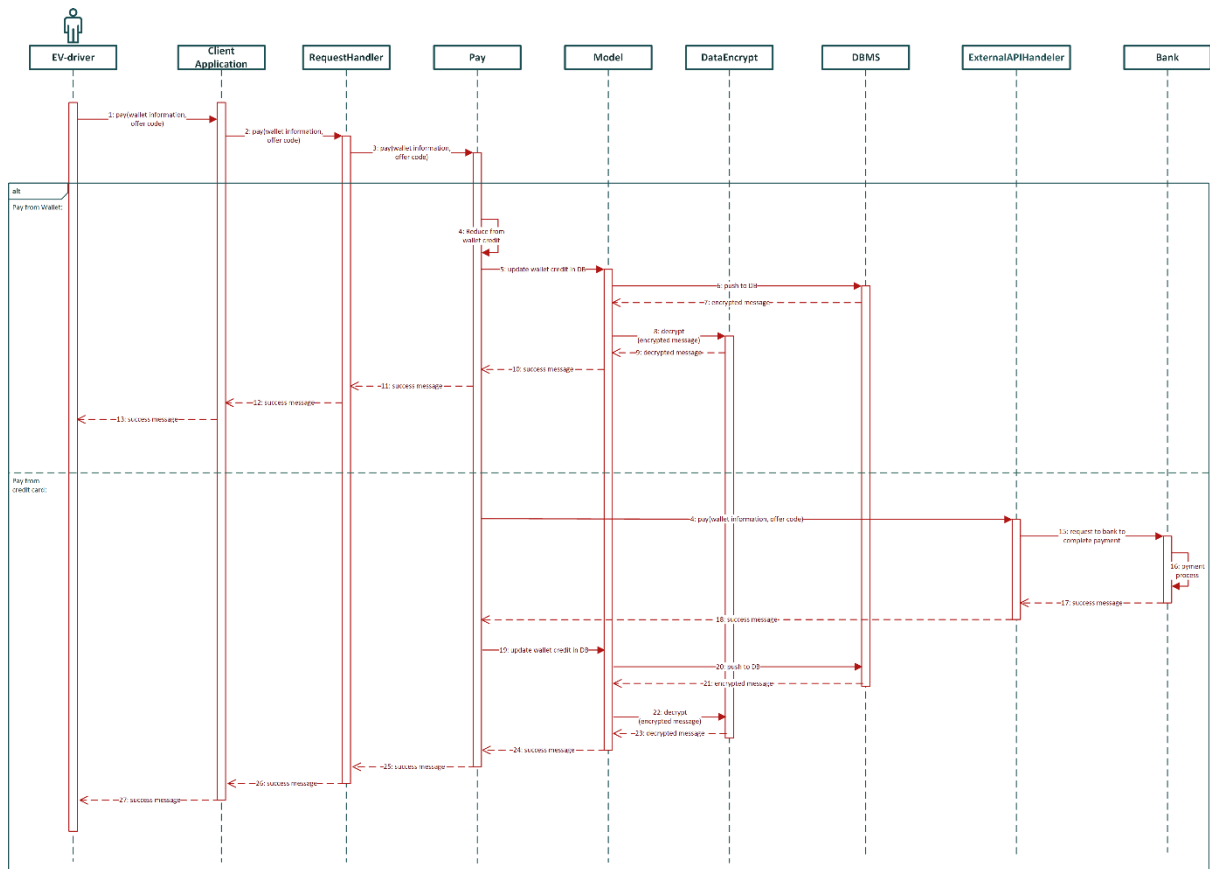 EV-driver
Client
Application
RequestHandler
Pay
Model
DataEncrypt
DBMS
ExternalAPIHandeler
Bank
1: pay(wallet information,
offer code)
2: pay(wallet information,
offer code)
3: pay(wallet information,
offer code)
alt
Pay from Wallet:
4: Reduce from
wallet credit
5: update wallet credit in DB
6: push to DB
7: encrypted message
8: decrypt
(encrypted message)
9: decrypted message
10: success message
11: success message
12: success message
13: success message
Pay from
credit card:
4: pay(wallet information, offer code)
15: request to bank to
complete payment
16: payment
process
17: success message
18: success message
19: update wallet credit in DB
20: push to DB
21: encrypted message
22: decrypt
(encrypted message)
23: decrypted message
24: success message
25: success message
26: success message
27: success message